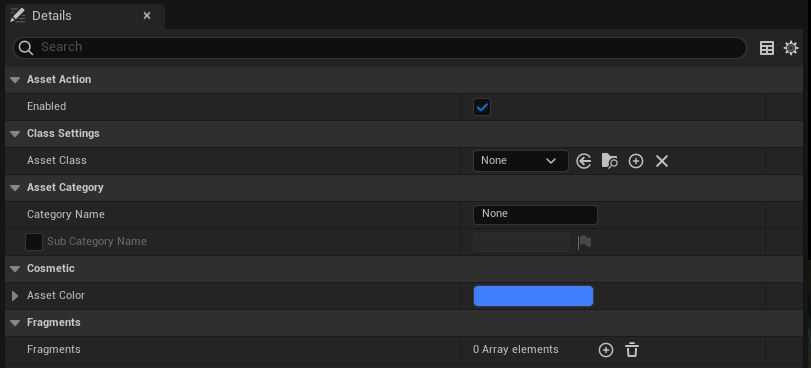 Details
Search
Asset Action
Enabled
Class Settings
Asset Class None
Asset Category
Category Name None
Sub Category Name
Cosmetic
Asset Color
Fragments
Fragments 0 Array elements